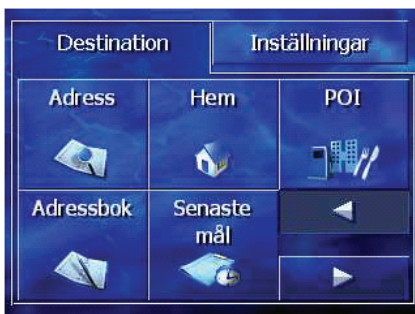 Destination Inställningar
Adress Hem POI
Adressbok Senaste
mål